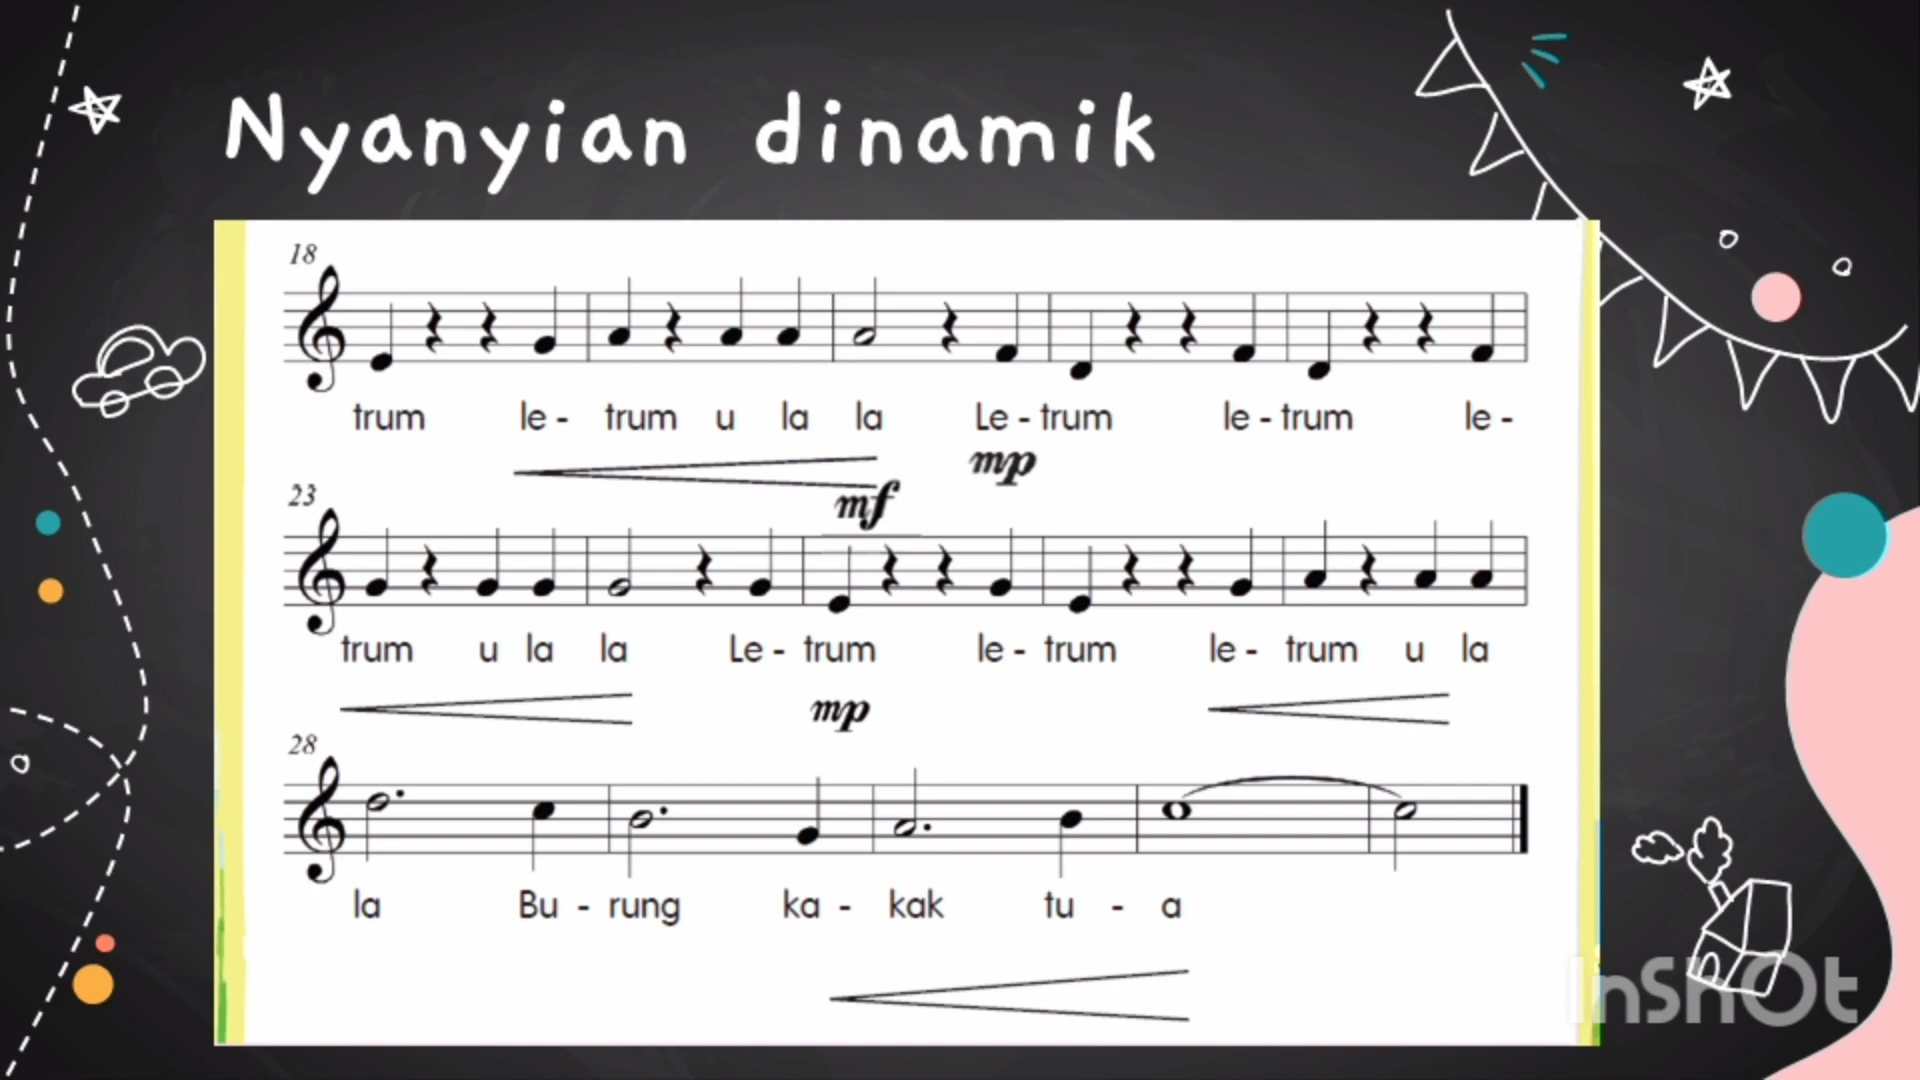 Nyanyian dinamik
18
trum le - trum u la la Le - trum le - trum le -
mp
mf
23
trum u la la Le - trum le - trum le - trum u la
mp
28
la Bu - rung ka - kak tu - a
InShOt